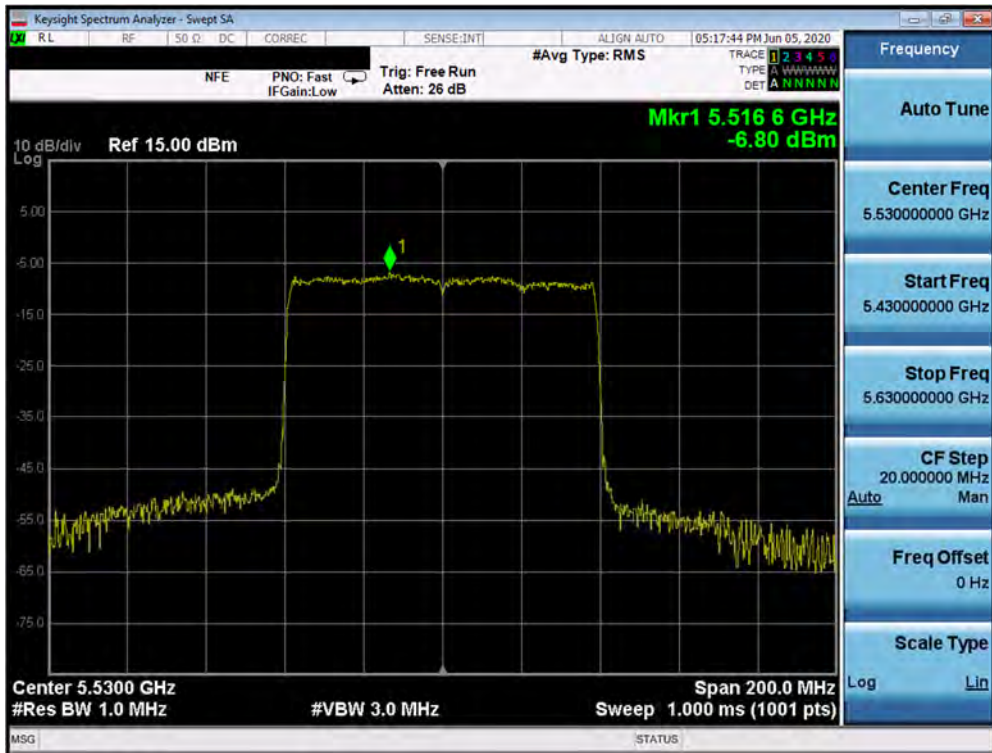 Keysight Spectrum Analyzer - Swept SA
LXI RL RF 50 Ω DC CORREC SENSE:INT ALIGN AUTO 05:17:44 PM Jun 05, 2020
#Avg Type: RMS TRACE 1 2 3 4 5 6
NFE PNO: Fast Trig: Free Run TYPE A WWWWW
IFGain:Low Atten: 26 dB DET A N N N N N
Mkr1 5.516 6 GHz
-6.80 dBm
10 dB/div Ref 15.00 dBm
Log
5.00
-5.00
-15.0
-25.0
-35.0
-45.0
-55.0
-65.0
-75.0
1
Center 5.5300 GHz Span 200.0 MHz
#Res BW 1.0 MHz #VBW 3.0 MHz Sweep 1.000 ms (1001 pts)
MSG STATUS
Frequency
Auto Tune
Center Freq
5.530000000 GHz
Start Freq
5.430000000 GHz
Stop Freq
5.630000000 GHz
CF Step
20.000000 MHz
Auto Man
Freq Offset
0 Hz
Scale Type
Log Lin